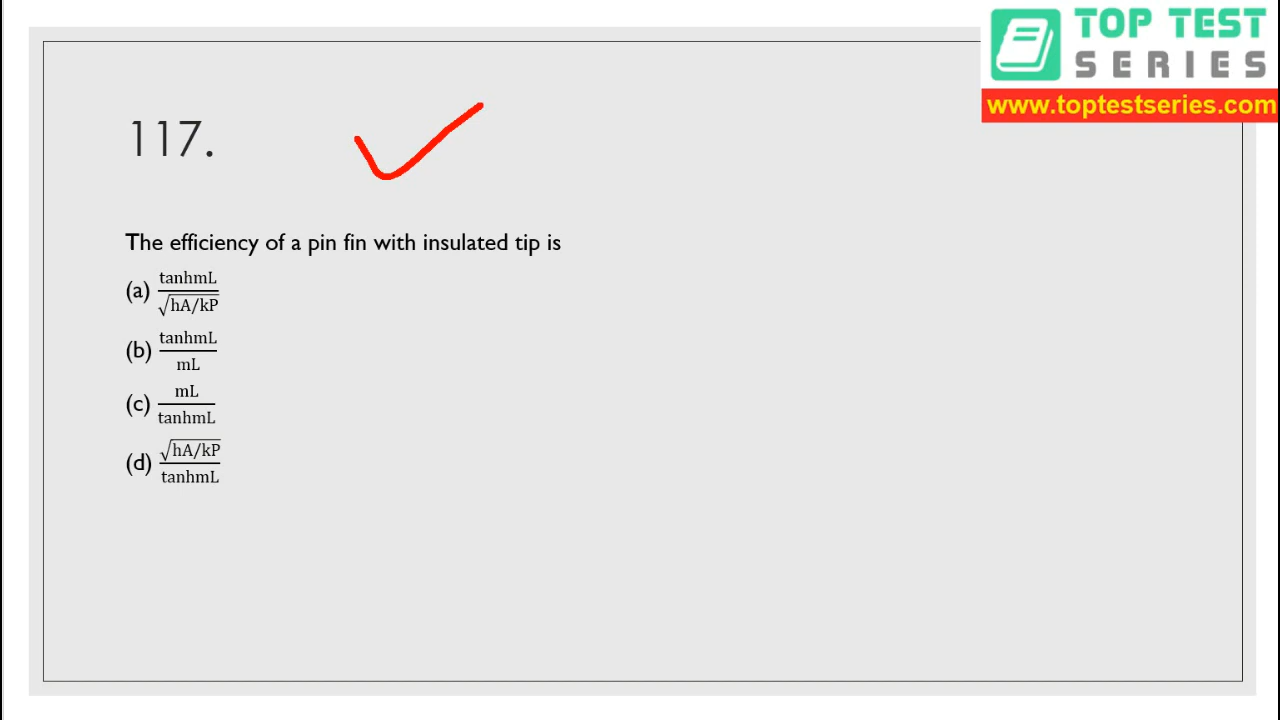 TOP TEST
SERIES
www.toptestseries.com
117.
The efficiency of a pin fin with insulated tip is
(a) tanhmL/√(hA/kP)
(b) tanhmL/mL
(c) mL/tanhmL
(d) √(hA/kP)/tanhmL